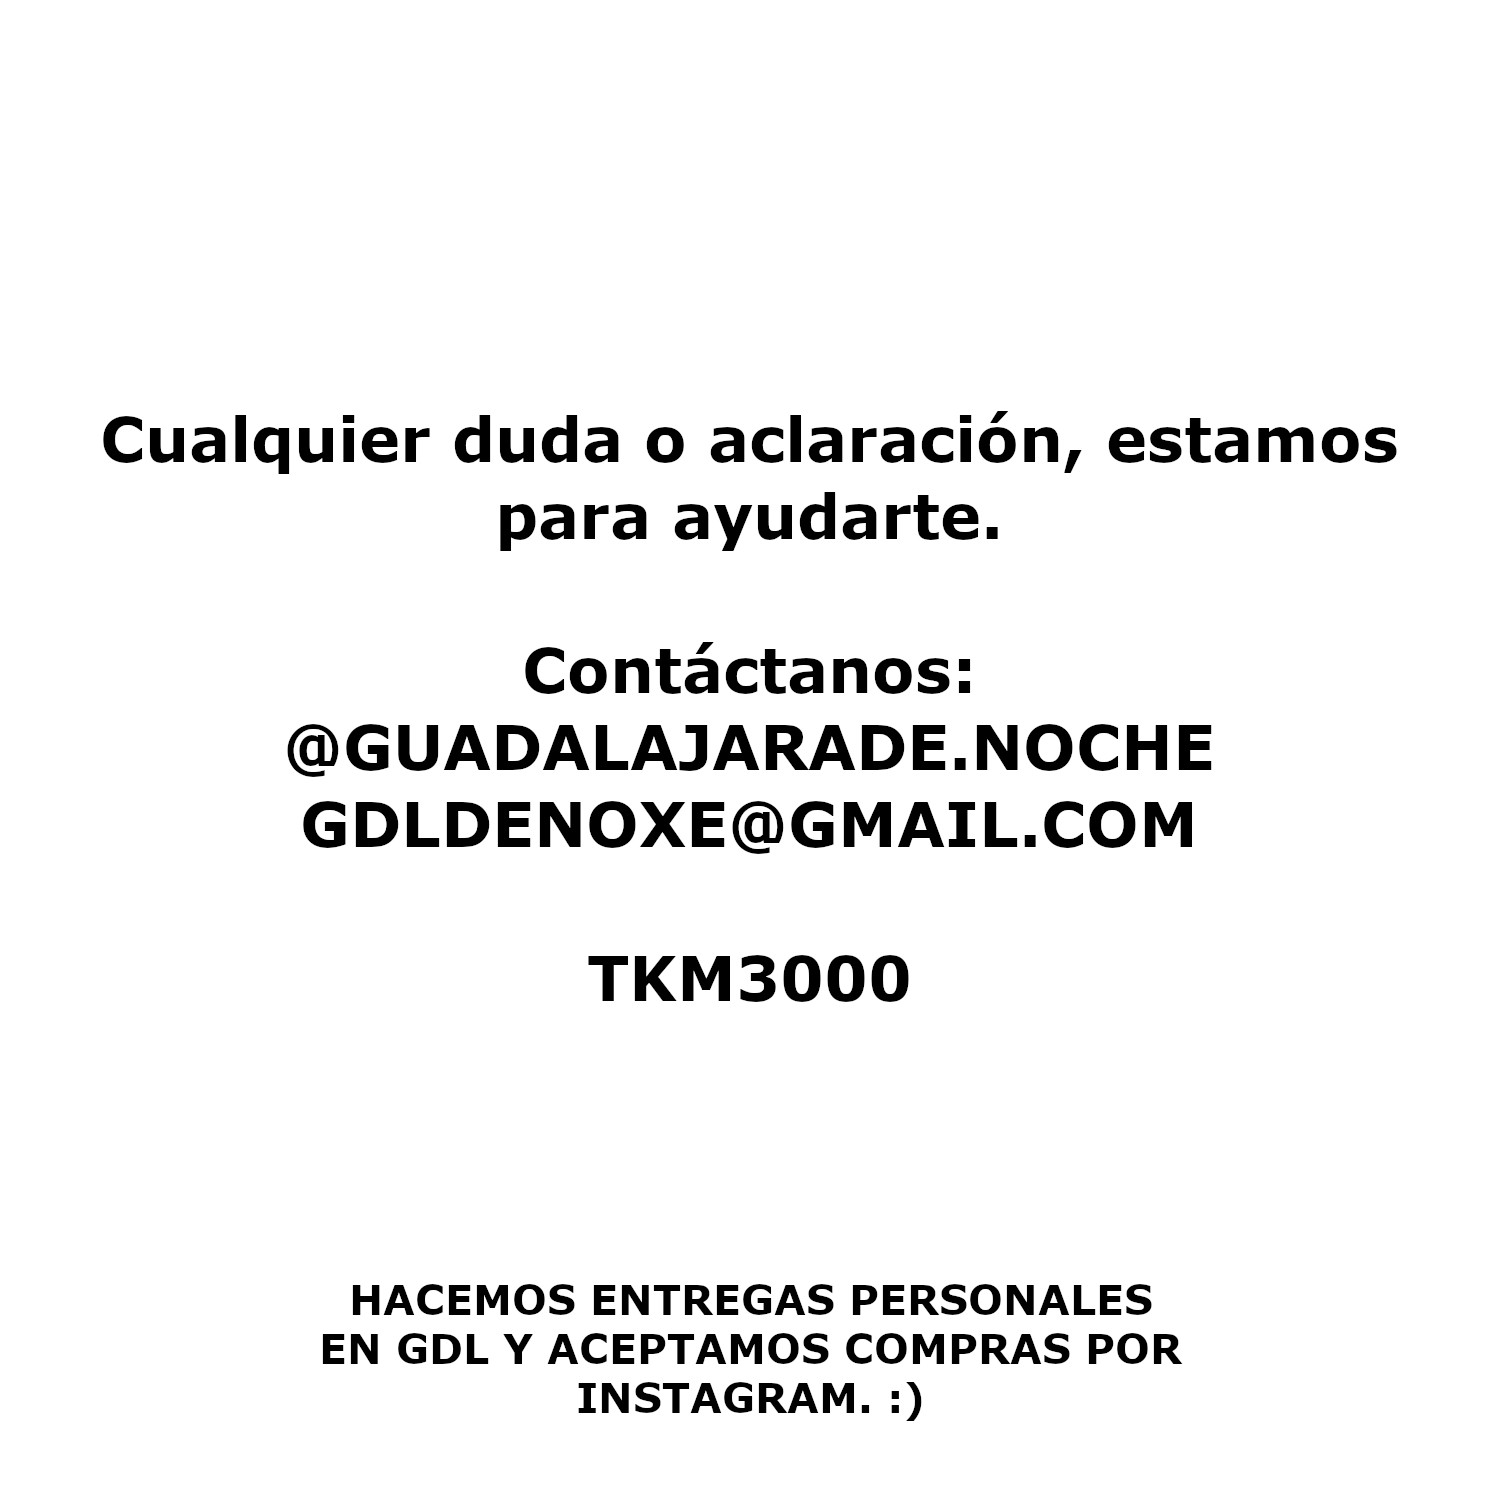 Cualquier duda o aclaración, estamos
para ayudarte.
Contáctanos:
@GUADALAJARADE.NOCHE
GDLDENOXE@GMAIL.COM
TKM3000
HACEMOS ENTREGAS PERSONALES
EN GDL Y ACEPTAMOS COMPRAS POR
INSTAGRAM. :)